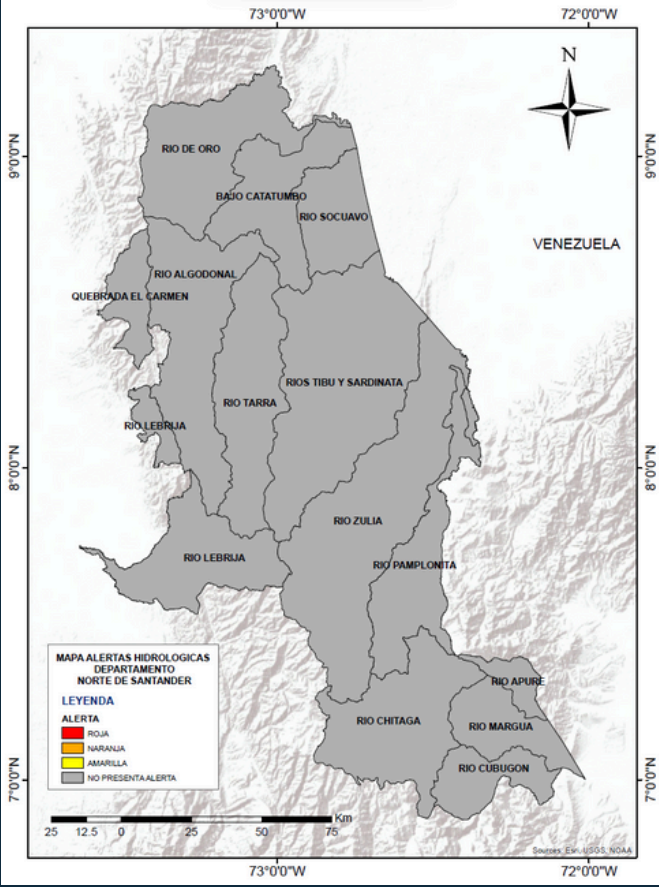 73°0'0"W 72°0'0"W
N
9°0'0"N 9°0'0"N
RIO DE ORO
BAJO CATATUMBO
RIO SOCUAVO
VENEZUELA
RIO ALGODONAL
QUEBRADA EL CARMEN
RIOS TIBU Y SARDINATA
RIO TARRA
RIO LEBRIJA
8°0'0"N 8°0'0"N
RIO ZULIA
RIO LEBRIJA
RIO PAMPLONITA
MAPA ALERTAS HIDROLOGICAS
DEPARTAMENTO
NORTE DE SANTANDER
LEYENDA
ALERTA
ROJA
NARANJA
AMARILLA
NO PRESENTA ALERTA
RIO APURE
RIO CHITAGA
RIO MARGUA
RIO CUBUGON
7°0'0"N 7°0'0"N
Km
25 12.5 0 25 50 75
Sources: Esri, USGS, NOAA
73°0'0"W 72°0'0"W